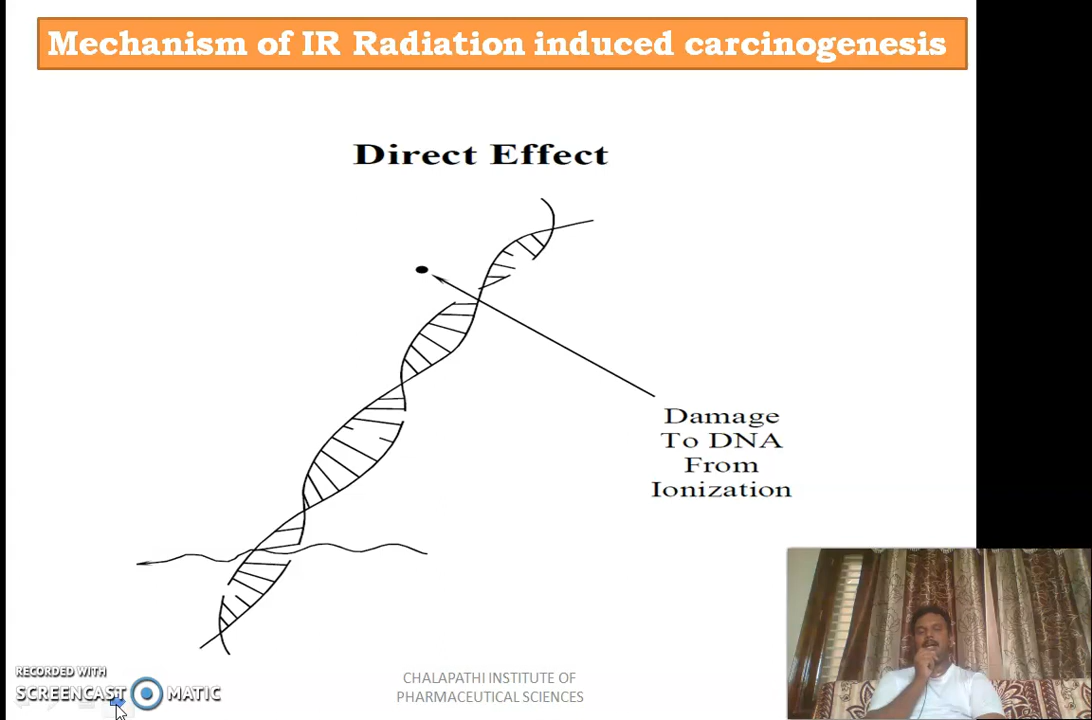 Mechanism of IR Radiation induced carcinogenesis
Direct Effect
Damage
To DNA
From
Ionization
RECORDED WITH
SCREENCAST MATIC
CHALAPATHI INSTITUTE OF
PHARMACEUTICAL SCIENCES